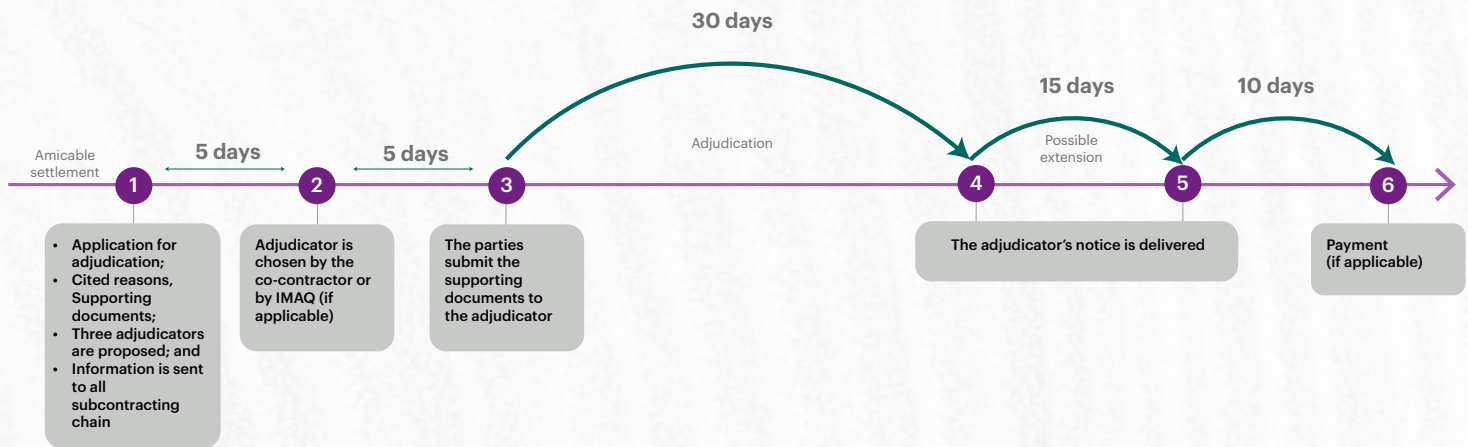 30 days
15 days
10 days
Amicable
settlement
5 days
5 days
Adjudication
Possible
extension
1
2
3
4
5
6
• Application for
adjudication;
• Cited reasons,
Supporting
documents;
• Three adjudicators
are proposed; and
• Information is sent
to all
subcontracting
chain
Adjudicator is
chosen by the
co-contractor or
by IMAQ (if
applicable)
The parties
submit the
supporting
documents to
the adjudicator
The adjudicator’s notice is delivered
Payment
(if applicable)